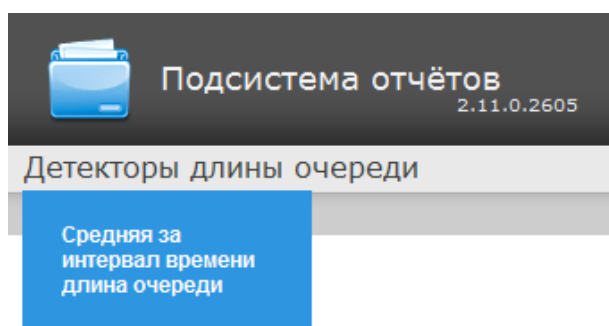 Подсистема отчётов
2.11.0.2605
Детекторы длины очереди
Средняя за
интервал времени
длина очереди